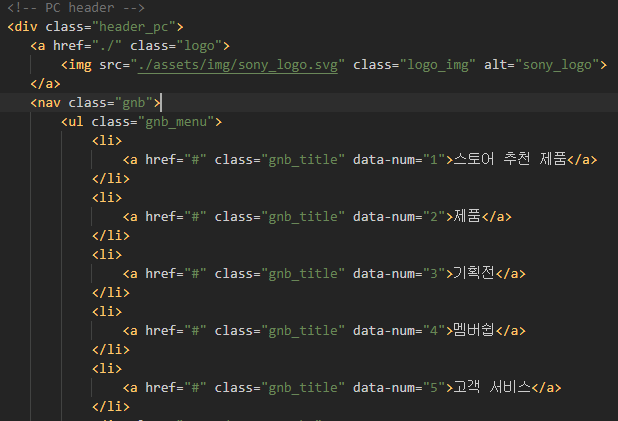 <!-- PC header -->
<div class="header_pc">
<a href="./" class="logo">
<img src="./assets/img/sony_logo.svg" class="logo_img" alt="sony_logo">
</a>
<nav class="gnb">
<ul class="gnb_menu">
<li>
<a href="#" class="gnb_title" data-num="1">스토어 추천 제품</a>
</li>
<li>
<a href="#" class="gnb_title" data-num="2">제품</a>
</li>
<li>
<a href="#" class="gnb_title" data-num="3">기획전</a>
</li>
<li>
<a href="#" class="gnb_title" data-num="4">멤버쉽</a>
</li>
<li>
<a href="#" class="gnb_title" data-num="5">고객 서비스</a>
</li>